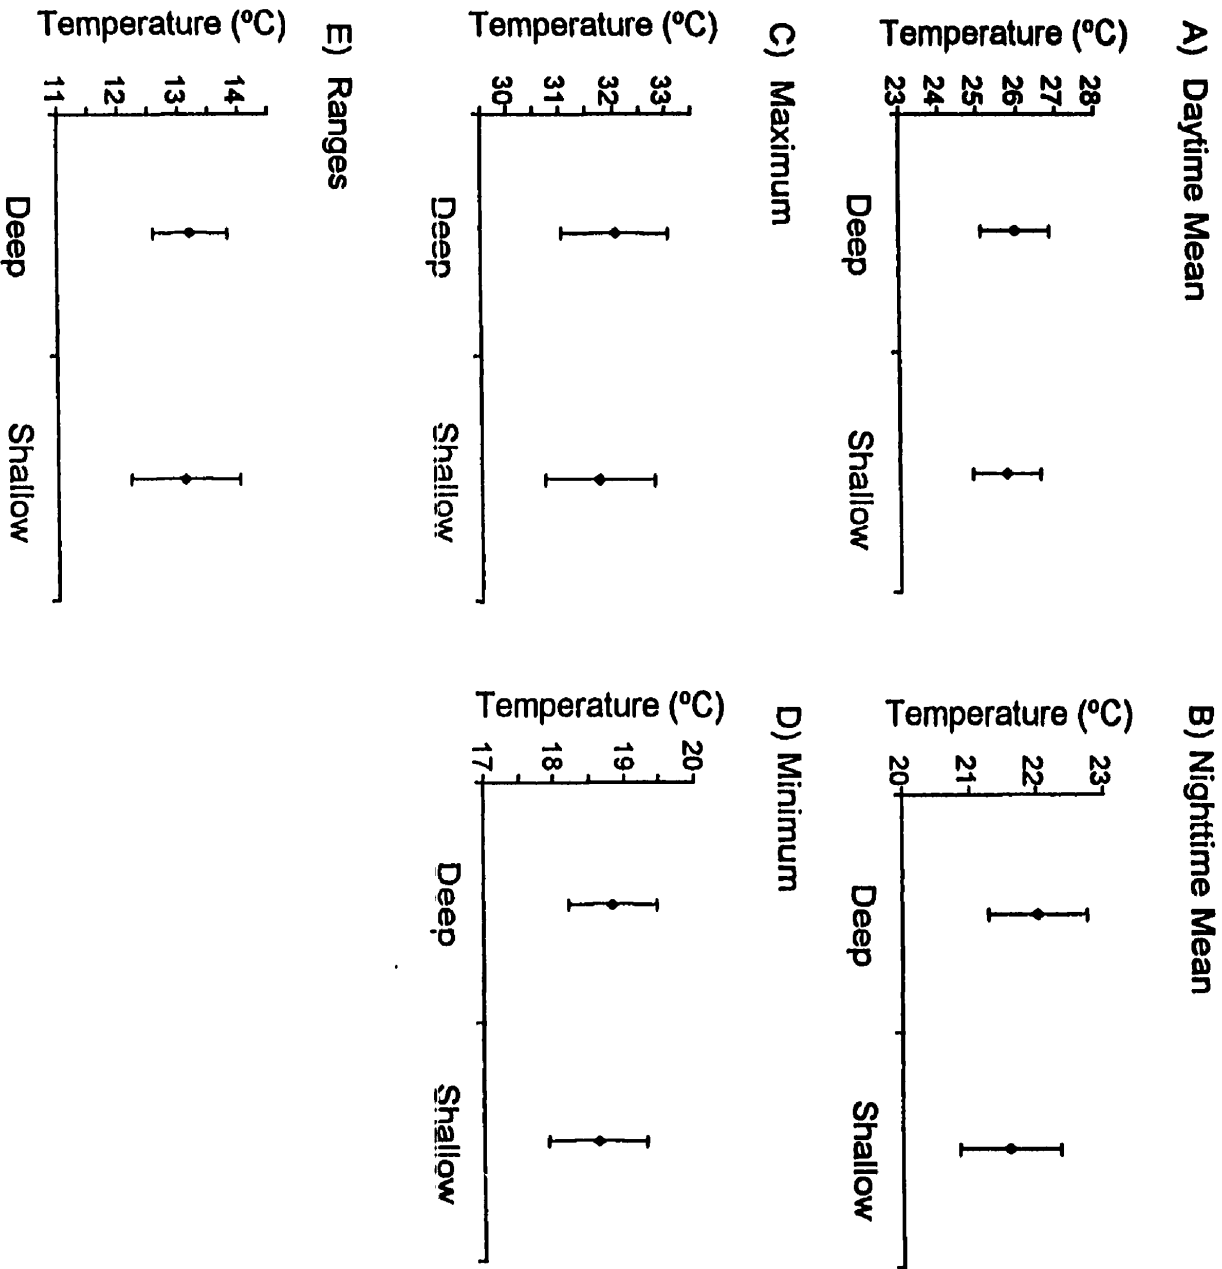 A) Daytime Mean
Temperature (ºC)
28
27
26
25
24
23
Deep
Shallow
B) Nighttime Mean
Temperature (ºC)
23
22
21
20
Deep
Shallow
C) Maximum
Temperature (ºC)
33
32
31
30
Deep
Shallow
D) Minimum
Temperature (ºC)
20
19
18
17
Deep
Shallow
E) Ranges
Temperature (ºC)
14
13
12
11
Deep
Shallow